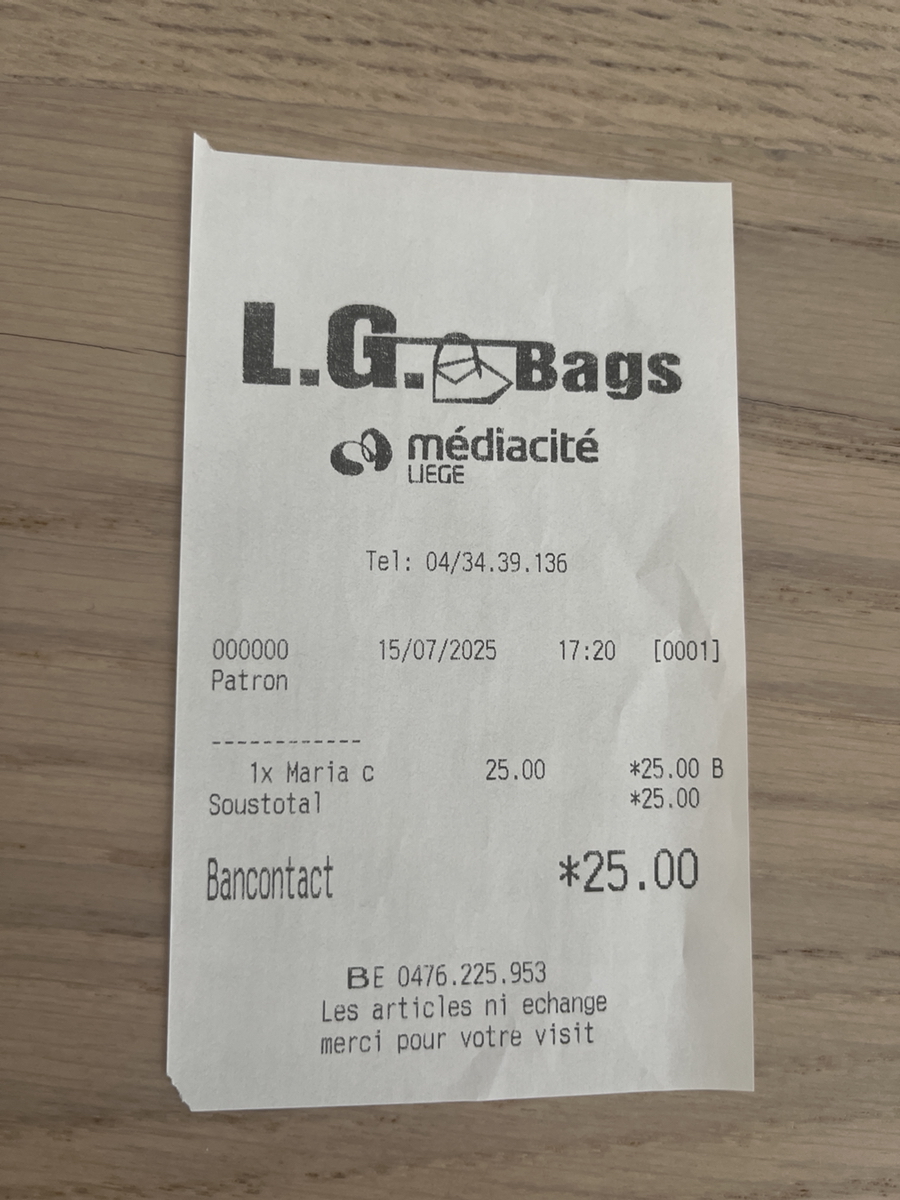 L.G. Bags
médiacité
LIEGE
Tel: 04/34.39.136
000000 15/07/2025 17:20 [0001]
Patron
------------
1x Maria c 25.00 *25.00 B
Soustotal *25.00
Bancontact *25.00
BE 0476.225.953
Les articles ni echange
merci pour votre visit